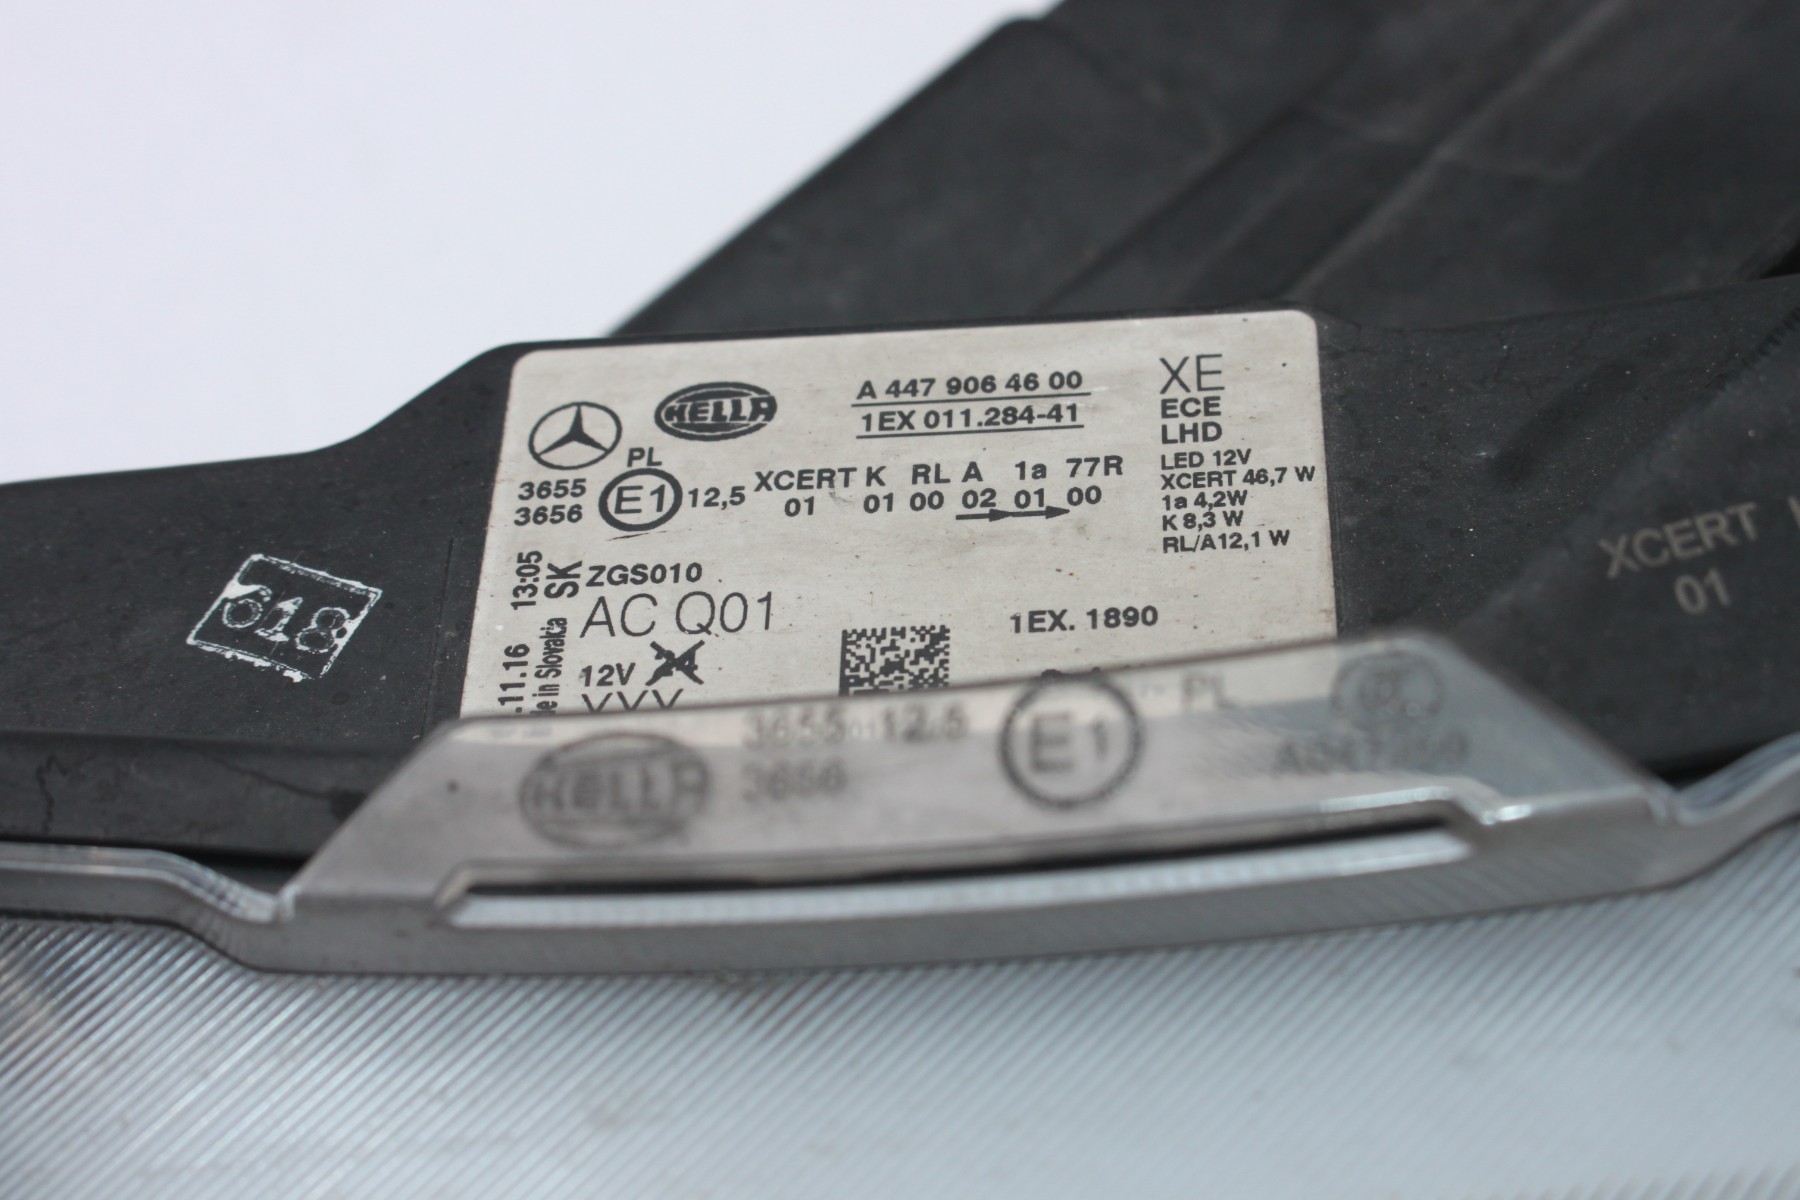 HELLA
A 447 906 46 00
1EX 011.284-41
XE
ECE
LHD
LED 12V
XCERT 46,7 W
1a 4,2W
K 8,3 W
RL/A12,1 W
PL
3655
3656
E1
12,5
XCERT K RL A 1a 77R
01 01 00 02 01 00
ZGS010
AC Q01
12V
1EX. 1890
.11.16 13:05
in Slovakia SK
618
XCERT
01
HELLA
3655 12,5
3656
E1
PL